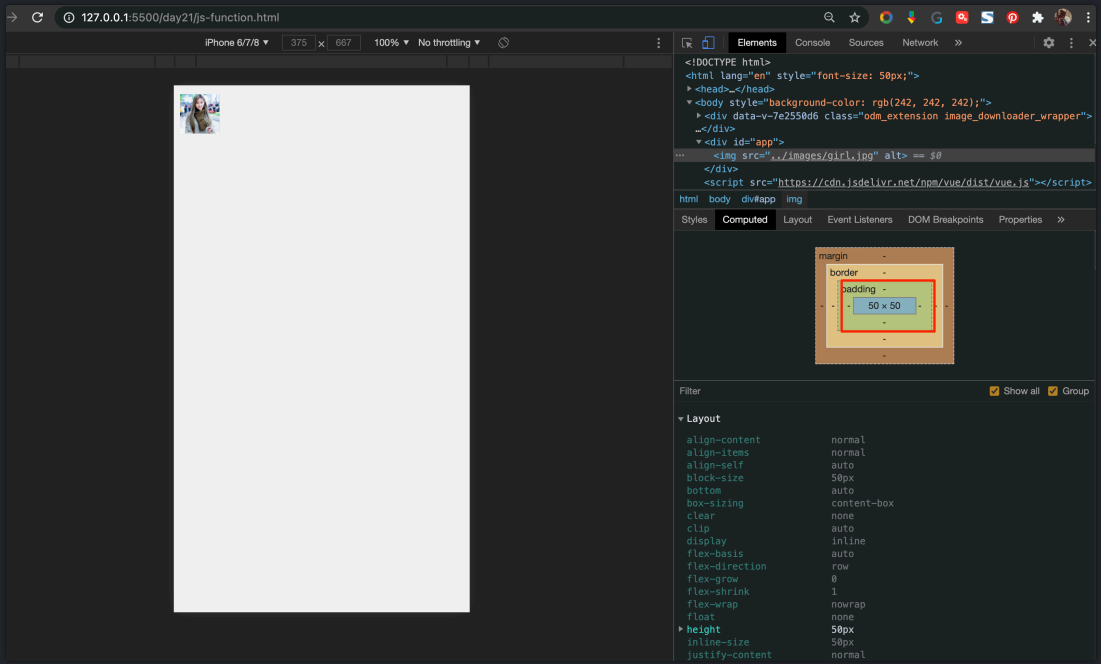 127.0.0.1:5500/day21/js-function.html
iPhone 6/7/8 ▼ 375 x 667 100% ▼ No throttling ▼
Elements Console Sources Network »
<!DOCTYPE html>
<html lang="en" style="font-size: 50px;">
▶<head>…</head>
▼<body style="background-color: rgb(242, 242, 242);">
▶<div data-v-7e2550d6 class="odm_extension image_downloader_wrapper">
…</div>
▼<div id="app">
<img src="../images/girl.jpg" alt> == $0
</div>
<script src="https://cdn.jsdelivr.net/npm/vue/dist/vue.js"></script>
html body div#app img
Styles Computed Layout Event Listeners DOM Breakpoints Properties »
margin -
border -
padding -
- - - 50 × 50 - - -
-
-
-
Filter Show all Group
▼Layout
align-content normal
align-items normal
align-self auto
block-size 50px
bottom auto
box-sizing content-box
clear none
clip auto
display inline
flex-basis auto
flex-direction row
flex-grow 0
flex-shrink 1
flex-wrap nowrap
float none
▶height 50px
inline-size 50px
justify-content normal